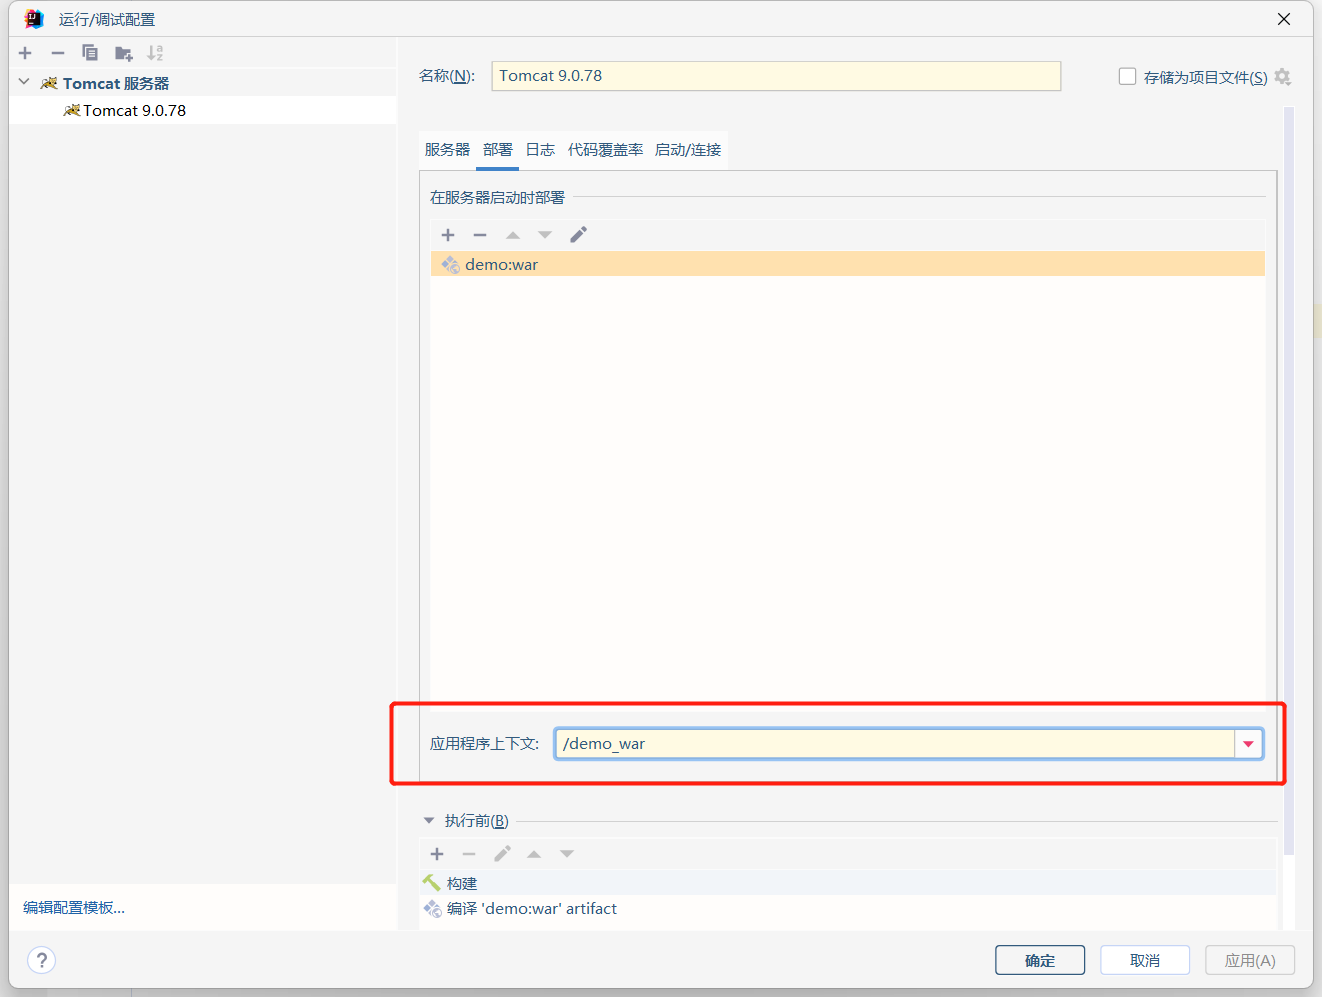 运行/调试配置
Tomcat 服务器
Tomcat 9.0.78
编辑配置模板...
名称(N):
Tomcat 9.0.78
存储为项目文件(S)
服务器 部署 日志 代码覆盖率 启动/连接
在服务器启动时部署
demo:war
应用程序上下文:
/demo_war
执行前(B)
构建
编译 'demo:war' artifact
?
确定 取消 应用(A)